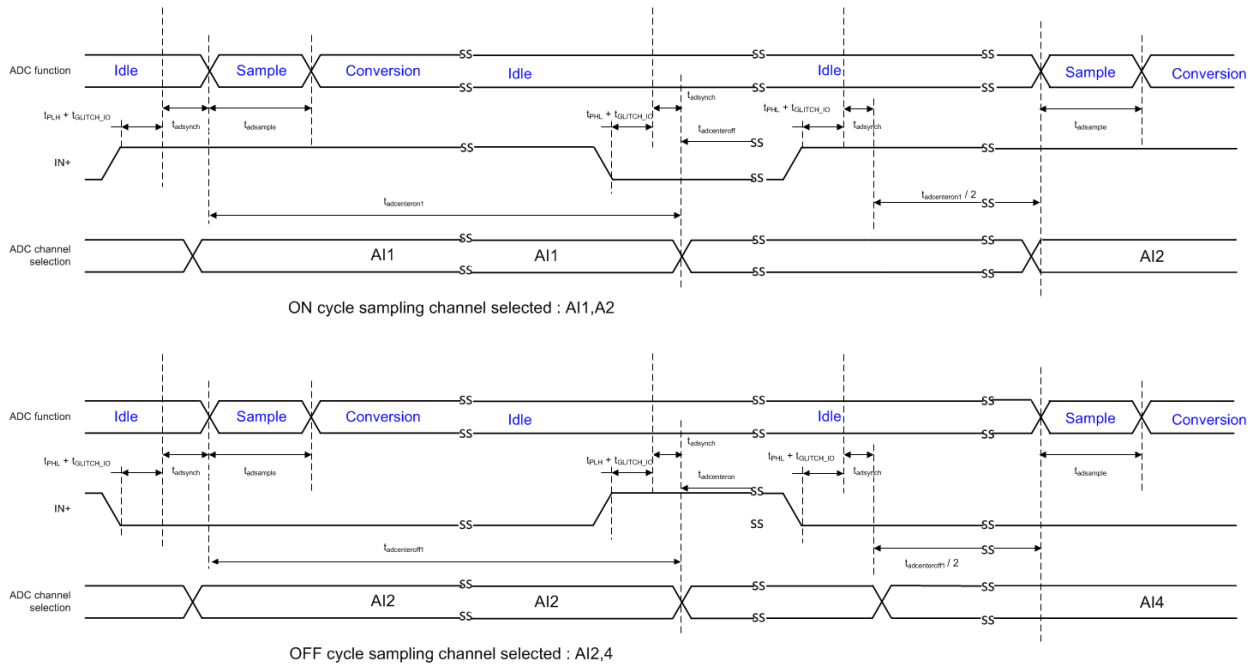 ADC function
Idle
Sample
Conversion
SS
Idle
SS
Idle
SS
Sample
Conversion
SS
SS
SS
tPLH + tGLITCH_IO
tadsynch
tadsample
tPHL + tGLITCH_IO
tadsynch
tadcenteroff
SS
tPHL + tGLITCH_IO
tadsynch
tadsample
IN+
SS
SS
SS
tadcenteron1
tadcenteron1 / 2
SS
ADC channel
selection
AI1
SS
SS
AI1
SS
SS
SS
SS
AI2
ON cycle sampling channel selected : AI1,A2
ADC function
Idle
Sample
Conversion
SS
SS
Idle
SS
SS
Idle
SS
SS
Sample
Conversion
tPHL + tGLITCH_IO
tadsynch
tadsample
tPLH + tGLITCH_IO
tadsynch
tadcenteron
SS
tPHL + tGLITCH_IO
tadsynch
tadsample
IN+
SS
SS
SS
tadcenteroff1
SS
tadcenteroff1 / 2
ADC channel
selection
AI2
SS
SS
AI2
SS
SS
SS
SS
AI4
OFF cycle sampling channel selected : AI2,4